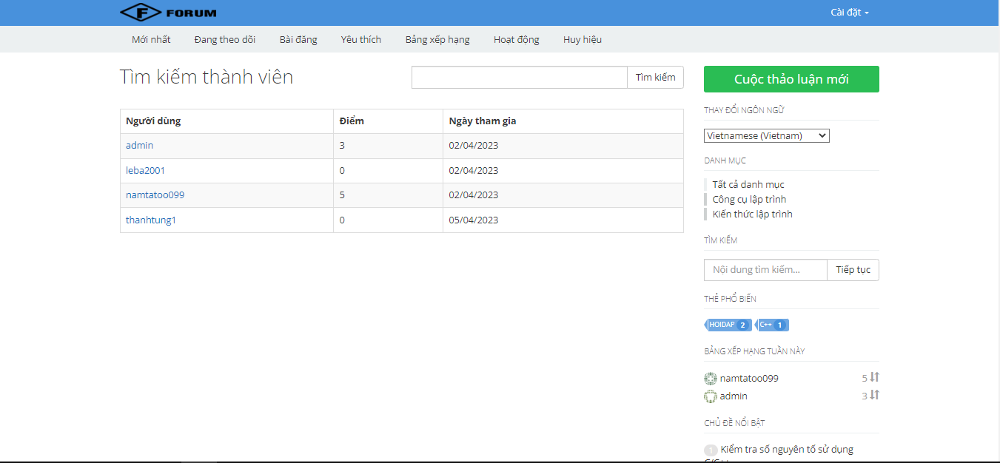 F FORUM
Cài đặt
Mới nhất Đang theo dõi Bài đăng Yêu thích Bảng xếp hạng Hoạt động Huy hiệu
Tìm kiếm thành viên
Tìm kiếm
Người dùng Điểm Ngày tham gia
admin 3 02/04/2023
leba2001 0 02/04/2023
namtatoo099 5 02/04/2023
thanhtung1 0 05/04/2023
Cuộc thảo luận mới
THAY ĐỔI NGÔN NGỮ
Vietnamese (Vietnam)
DANH MỤC
Tất cả danh mục
Công cụ lập trình
Kiến thức lập trình
TÌM KIẾM
Nội dung tìm kiếm... Tiếp tục
THẺ PHỔ BIẾN
HOIDAP 2 C++ 1
BẢNG XẾP HẠNG TUẦN NÀY
namtatoo099 5
admin 3
CHỦ ĐỀ NỔI BẬT
1 Kiểm tra số nguyên tố sử dụng